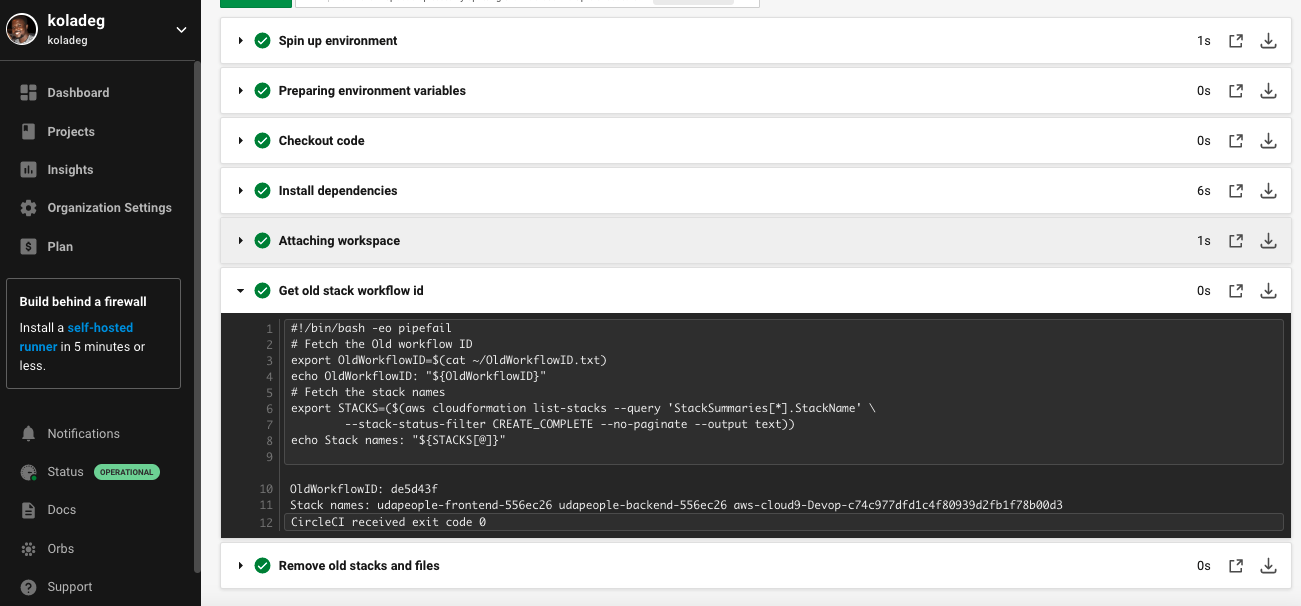 koladeg
koladeg
Dashboard
Projects
Insights
Organization Settings
Plan
Build behind a firewall
Install a self-hosted
runner in 5 minutes or
less.
Notifications
Status OPERATIONAL
Docs
Orbs
Support
Spin up environment 1s
Preparing environment variables 0s
Checkout code 0s
Install dependencies 6s
Attaching workspace 1s
Get old stack workflow id 0s
1 #!/bin/bash -eo pipefail
2 # Fetch the Old workflow ID
3 export OldWorkflowID=$(cat ~/OldWorkflowID.txt)
4 echo OldWorkflowID: "${OldWorkflowID}"
5 # Fetch the stack names
6 export STACKS=($(aws cloudformation list-stacks --query 'StackSummaries[*].StackName' \
7 --stack-status-filter CREATE_COMPLETE --no-paginate --output text))
8 echo Stack names: "${STACKS[@]}"
9
10 OldWorkflowID: de5d43f
11 Stack names: udapeople-frontend-556ec26 udapeople-backend-556ec26 aws-cloud9-Devop-c74c977dfd1c4f80939d2fb1f78b00d3
12 CircleCI received exit code 0
Remove old stacks and files 0s